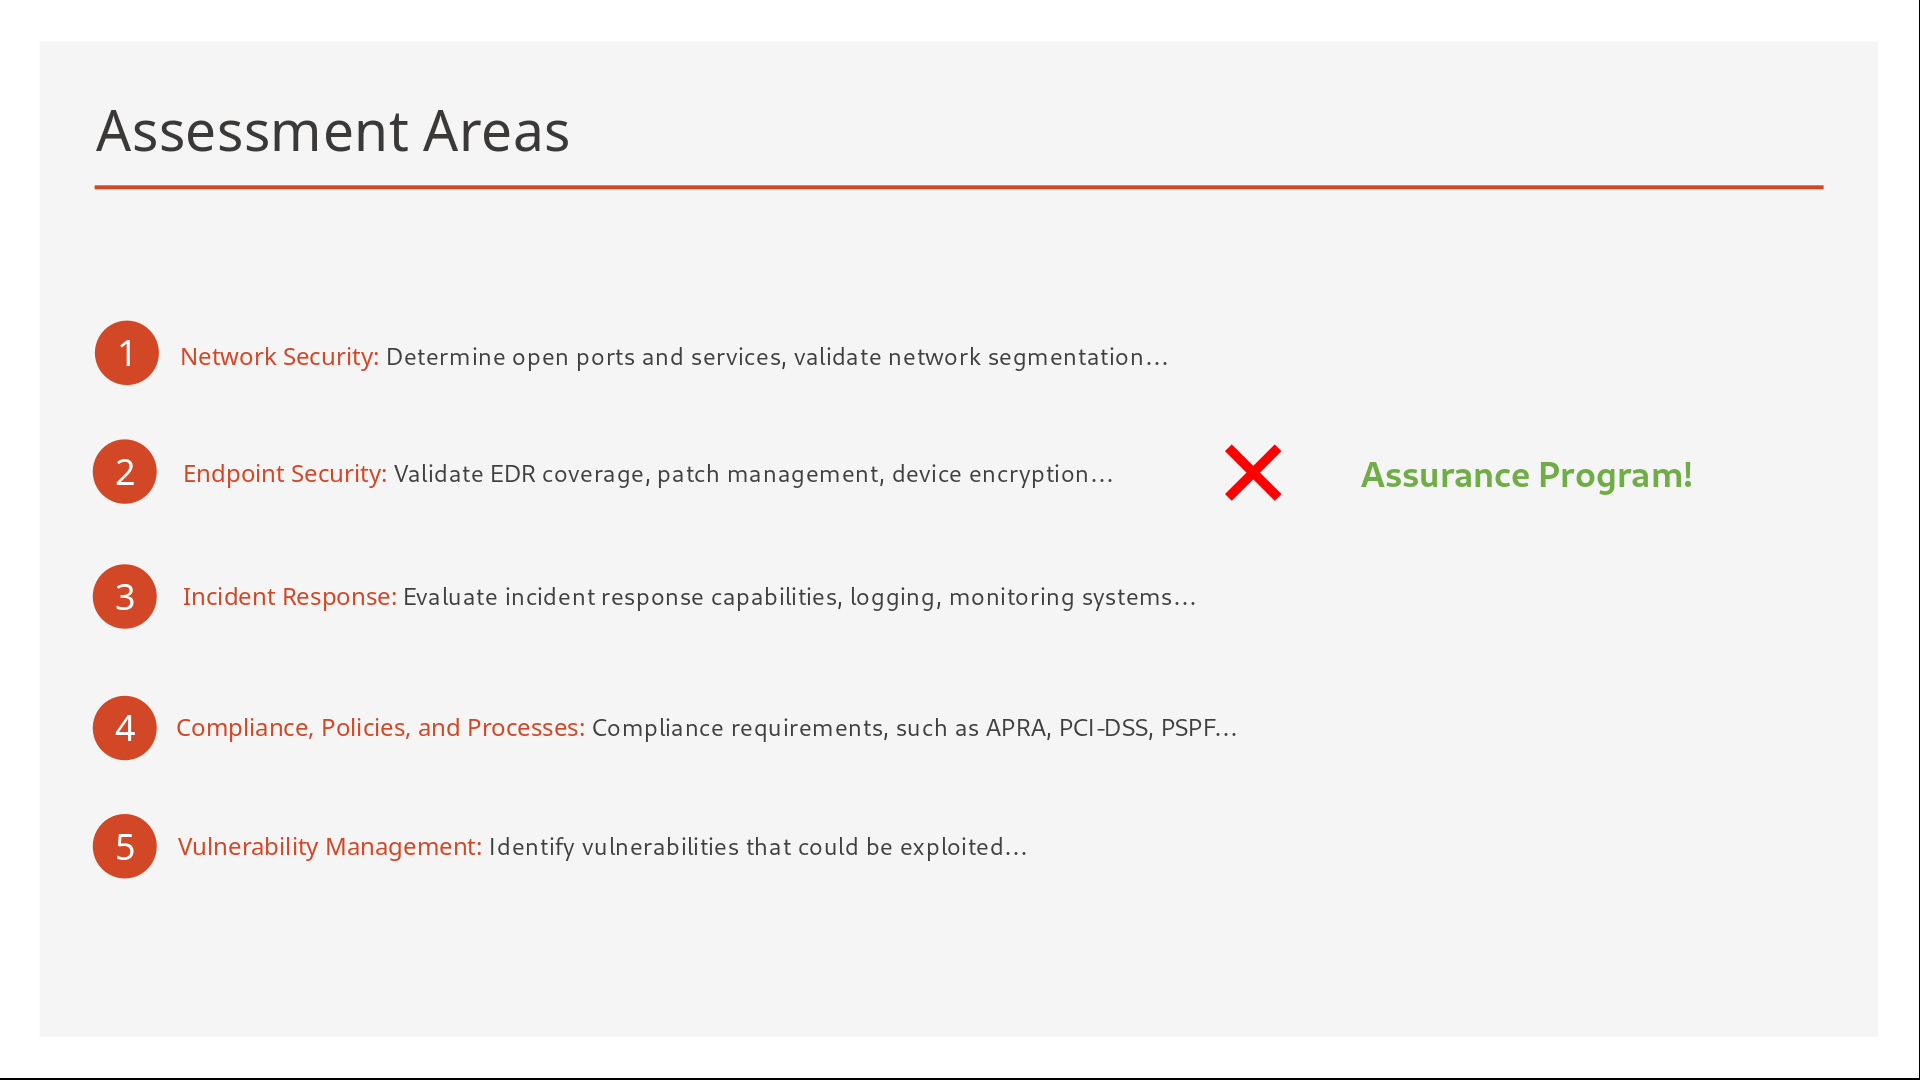 Assessment Areas
1 Network Security: Determine open ports and services, validate network segmentation...
2 Endpoint Security: Validate EDR coverage, patch management, device encryption...
Assurance Program!
3 Incident Response: Evaluate incident response capabilities, logging, monitoring systems...
4 Compliance, Policies, and Processes: Compliance requirements, such as APRA, PCI-DSS, PSPF...
5 Vulnerability Management: Identify vulnerabilities that could be exploited...